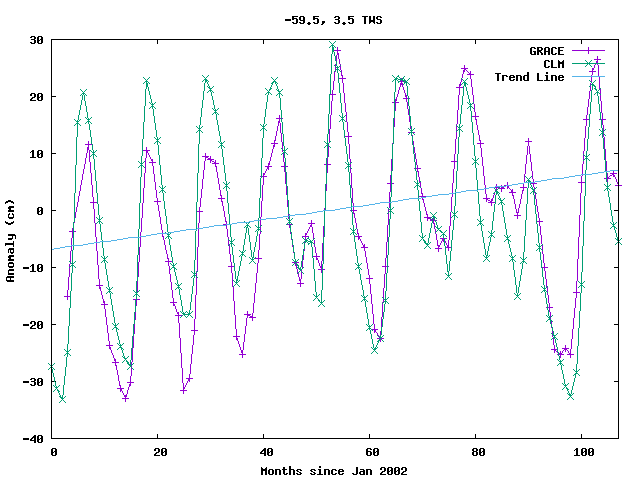 -59.5, 3.5 TWS
GRACE
CLM
Trend Line
30
20
10
0
-10
-20
-30
-40
Anomaly (cm)
0 20 40 60 80 100
Months since Jan 2002